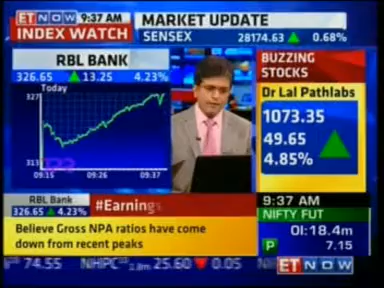 ET NOW 9:37 AM
INDEX WATCH
MARKET UPDATE
SENSEX 28174.63 ▲ 0.68%
RBL BANK
326.65 ▲ 13.25 4.23%
Today
327
313
09:15 09:26 09:37
BUZZING
STOCKS
Dr Lal Pathlabs
1073.35
49.65
4.85%
RBL Bank
326.65 ▲ 4.23%
#Earnings
Believe Gross NPA ratios have come
down from recent peaks
9:37 AM
NIFTY FUT
OI:18.4m
P 7.15
74.55 NHPC 2.8m 25.60 ▼ 0.05
ET NOW